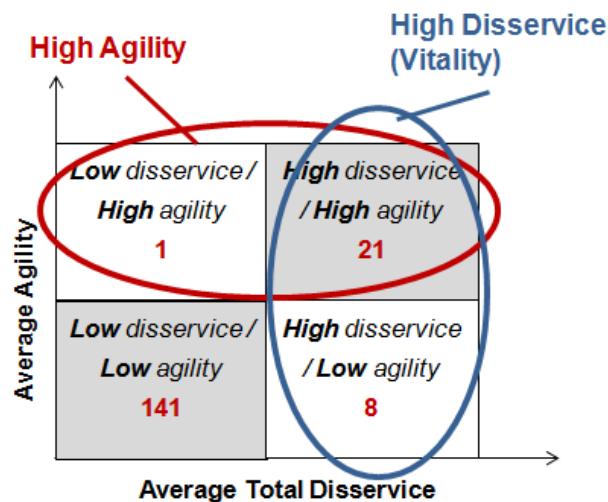 High Disservice
(Vitality)
High Agility
Low disservice /
High agility
1
High disservice
/ High agility
21
Low disservice /
Low agility
141
High disservice
/ Low agility
8
Average Agility
Average Total Disservice